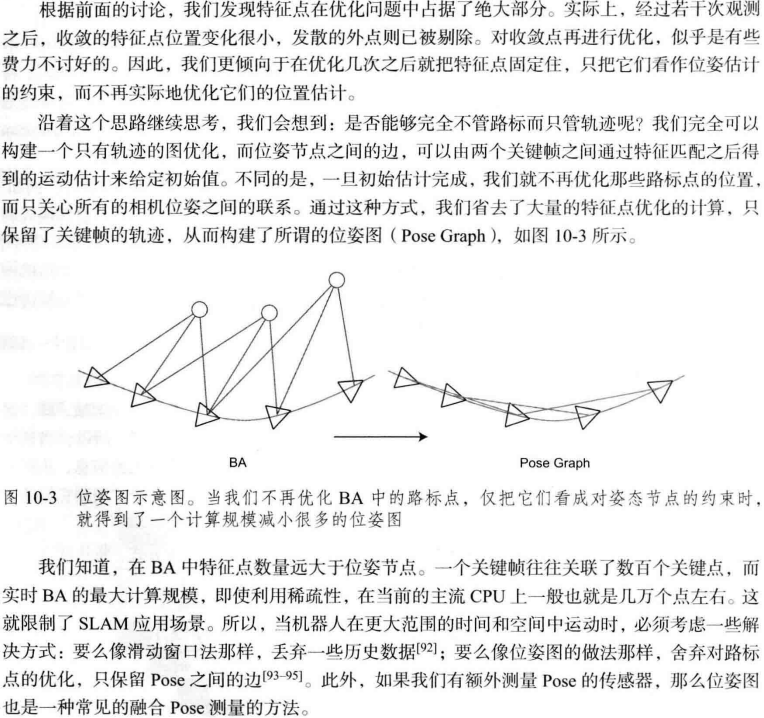 根据前面的讨论，我们发现特征点在优化问题中占据了绝大部分。实际上，经过若干次观测
之后，收敛的特征点位置变化很小，发散的外点则已被剔除。对收敛点再进行优化，似乎是有些
费力不讨好的。因此，我们更倾向于在优化几次之后就把特征点固定住，只把它们看作位姿估计
的约束，而不再实际地优化它们的位置估计。
沿着这个思路继续思考，我们会想到：是否能够完全不管路标而只管轨迹呢？我们完全可以
构建一个只有轨迹的图优化，而位姿节点之间的边，可以由两个关键帧之间通过特征匹配之后得
到的运动估计来给定初始值。不同的是，一旦初始估计完成，我们就不再优化那些路标点的位置，
而只关心所有的相机位姿之间的联系。通过这种方式，我们省去了大量的特征点优化的计算，只
保留了关键帧的轨迹，从而构建了所谓的位姿图（Pose Graph），如图 10-3 所示。
BA
Pose Graph
图 10-3 位姿图示意图。当我们不再优化 BA 中的路标点，仅把它们看成对姿态节点的约束时，
就得到了一个计算规模减小很多的位姿图
我们知道，在 BA 中特征点数量远大于位姿节点。一个关键帧往往关联了数百个关键点，而
实时 BA 的最大计算规模，即使利用稀疏性，在当前的主流 CPU 上一般也就是几万个点左右。这
就限制了 SLAM 应用场景。所以，当机器人在更大范围的时间和空间中运动时，必须考虑一些解
决方式：要么像滑动窗口法那样，丢弃一些历史数据[92]；要么像位姿图的做法那样，舍弃对路标
点的优化，只保留 Pose 之间的边[93-95]。此外，如果我们有额外测量 Pose 的传感器，那么位姿图
也是一种常见的融合 Pose 测量的方法。